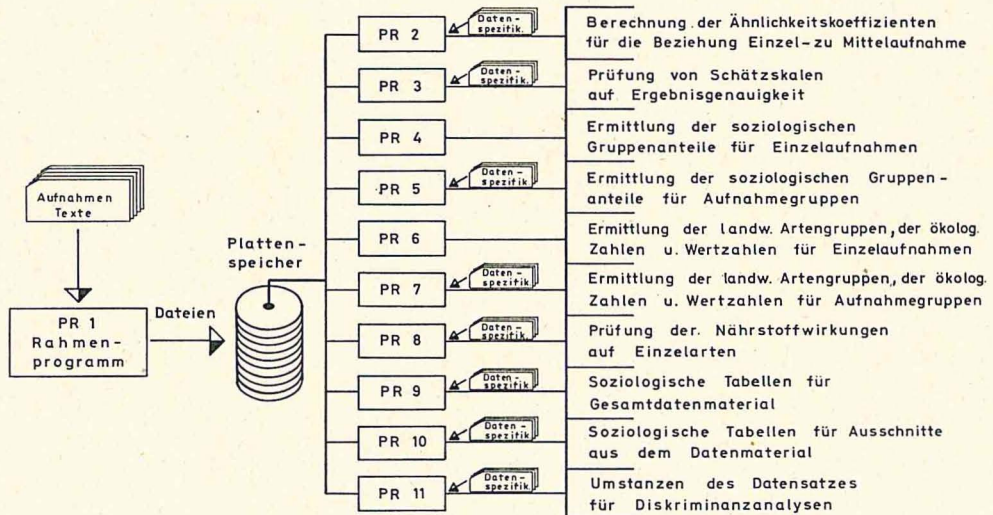 Aufnahmen
Texte
PR 1
Rahmen-
programm
Dateien
Platten-
speicher
PR 2
Daten-
spezifik.
Berechnung der Ähnlichkeitskoeffizienten
für die Beziehung Einzel-zu Mittelaufnahme
PR 3
Daten-
spezifik.
Prüfung von Schätzskalen
auf Ergebnisgenauigkeit
PR 4
Ermittlung der soziologischen
Gruppenanteile für Einzelaufnahmen
PR 5
Daten-
spezifik
Ermittlung der soziologischen Gruppen-
anteile für Aufnahmegruppen
PR 6
Ermittlung der landw. Artengruppen, der ökolog.
Zahlen u. Wertzahlen für Einzelaufnahmen
PR 7
Daten-
spezifik
Ermittlung der landw. Artengruppen, der ökolog.
Zahlen u. Wertzahlen für Aufnahmegruppen
PR 8
Daten-
spezifik
Prüfung der Nährstoffwirkungen
auf Einzelarten
PR 9
Daten-
spezifik
Soziologische Tabellen für
Gesamtdatenmaterial
PR 10
Daten-
spezifik
Soziologische Tabellen für Ausschnitte
aus dem Datenmaterial
PR 11
Daten-
spezifik.
Umstanzen des Datensatzes
für Diskriminanzanalysen